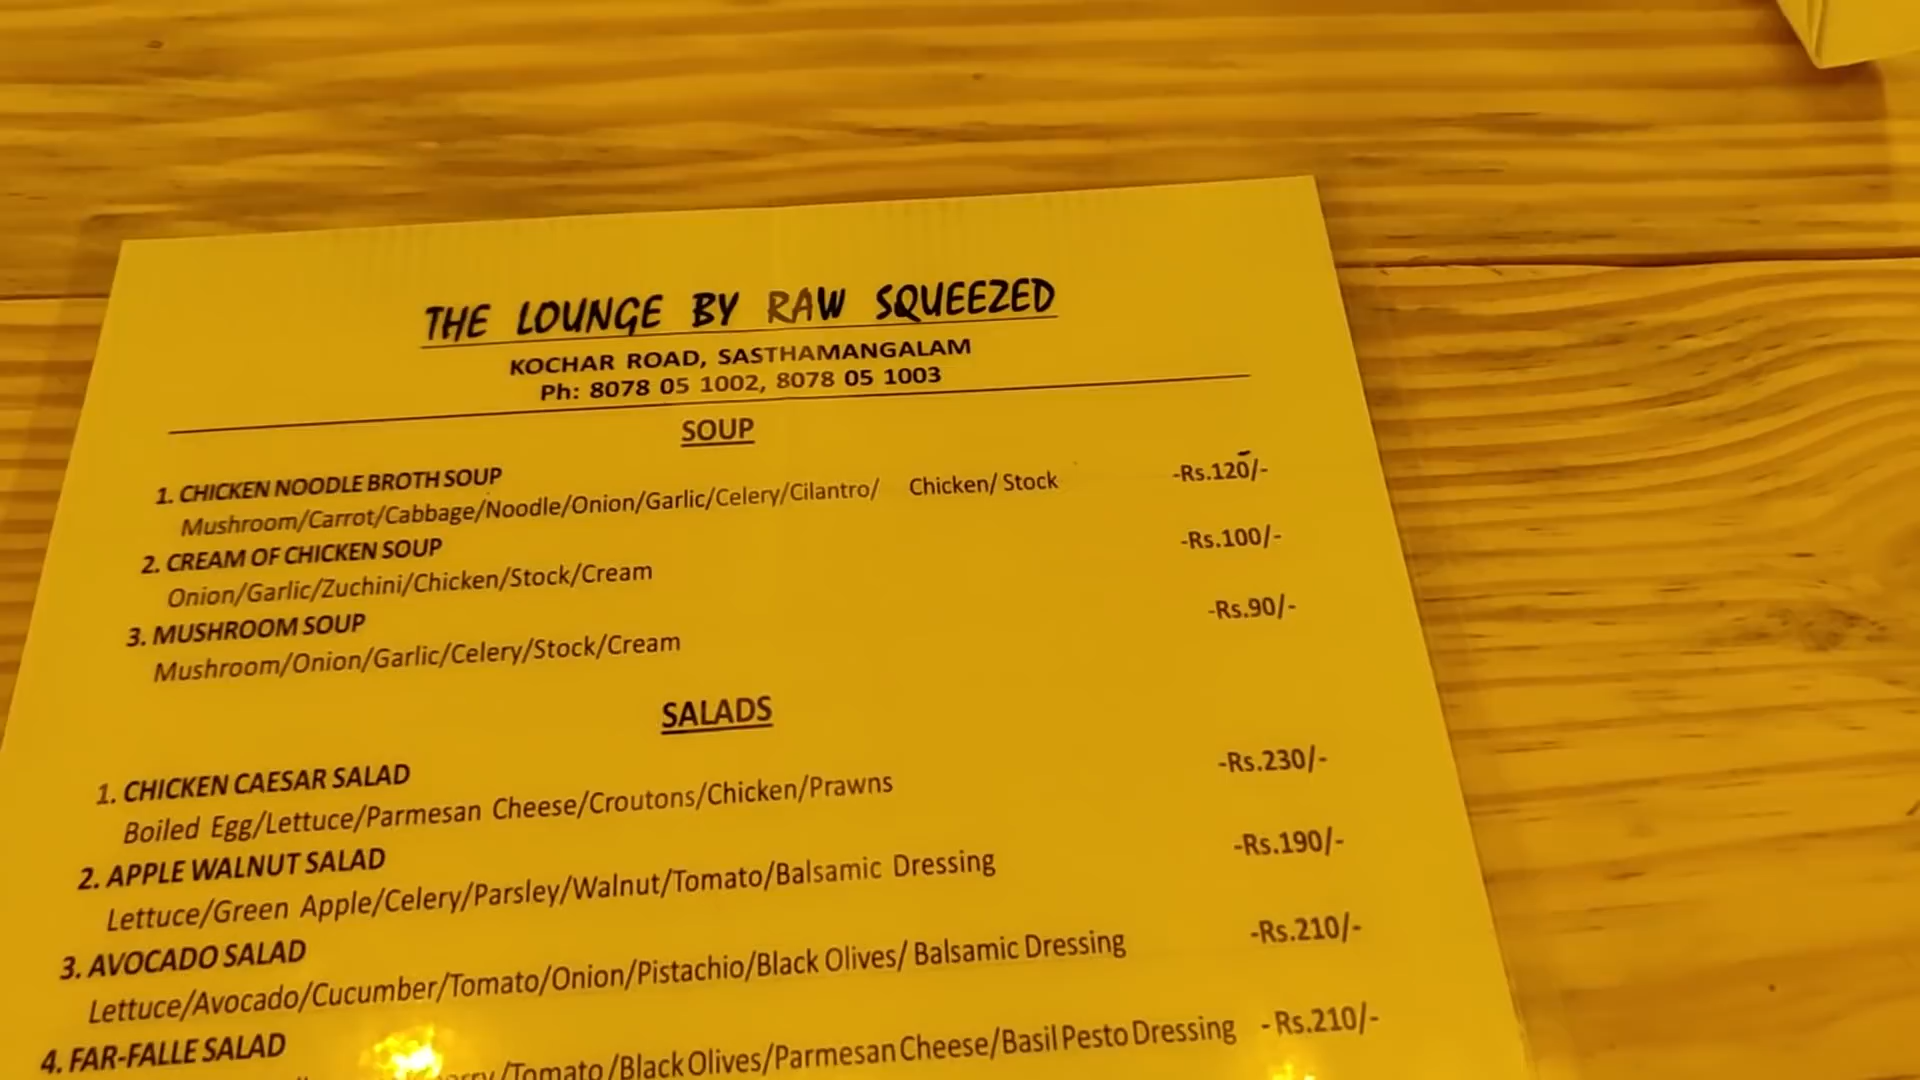 THE LOUNGE BY RAW SQUEEZED
KOCHAR ROAD, SASTHAMANGALAM
Ph: 8078 05 1002, 8078 05 1003
SOUP
1. CHICKEN NOODLE BROTH SOUP -Rs.120/-
Mushroom/Carrot/Cabbage/Noodle/Onion/Garlic/Celery/Cilantro/ Chicken/ Stock
2. CREAM OF CHICKEN SOUP -Rs.100/-
Onion/Garlic/Zuchini/Chicken/Stock/Cream
3. MUSHROOM SOUP -Rs.90/-
Mushroom/Onion/Garlic/Celery/Stock/Cream
SALADS
1. CHICKEN CAESAR SALAD -Rs.230/-
Boiled Egg/Lettuce/Parmesan Cheese/Croutons/Chicken/Prawns
2. APPLE WALNUT SALAD -Rs.190/-
Lettuce/Green Apple/Celery/Parsley/Walnut/Tomato/Balsamic Dressing
3. AVOCADO SALAD -Rs.210/-
Lettuce/Avocado/Cucumber/Tomato/Onion/Pistachio/Black Olives/ Balsamic Dressing
4. FAR-FALLE SALAD - Rs.210/-
/Tomato/Black Olives/Parmesan Cheese/Basil Pesto Dressing